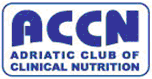 ACCN
ADRIATIC CLUB OF
CLINICAL NUTRITION